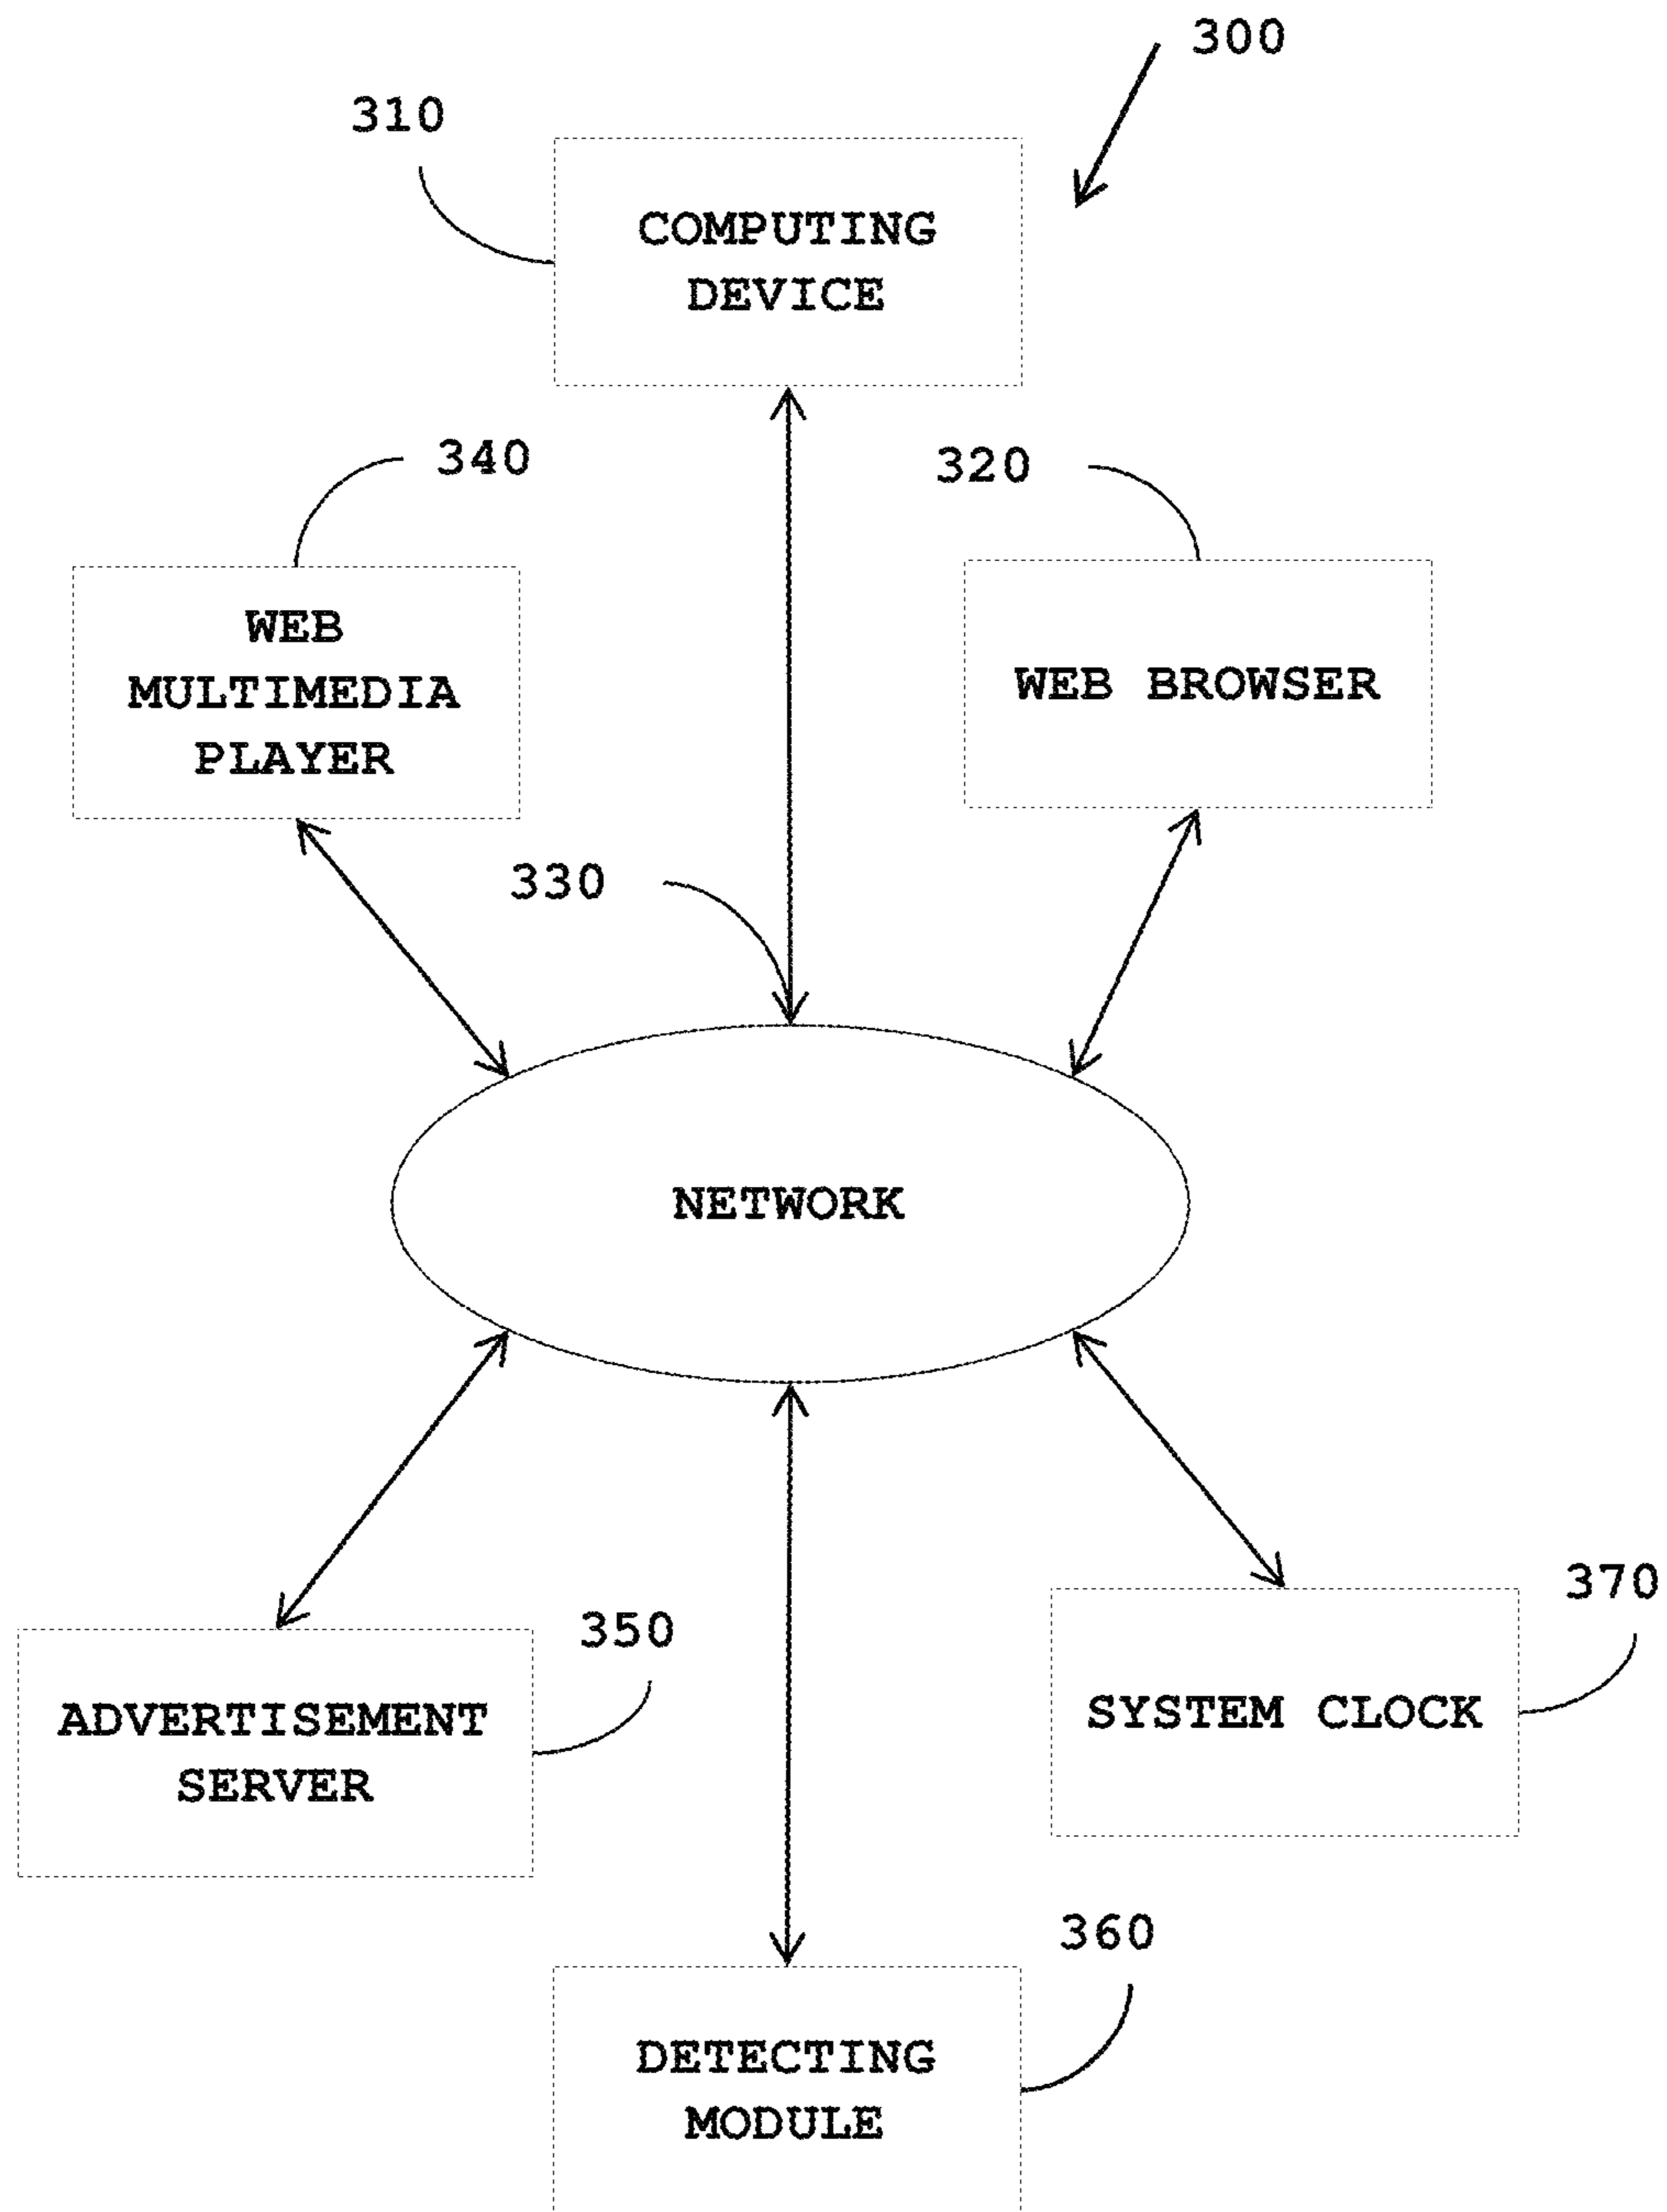 300
310
COMPUTING
DEVICE
340
320
WEB
MULTIMEDIA
PLAYER
WEB BROWSER
330
NETWORK
350
370
ADVERTISEMENT
SERVER
SYSTEM CLOCK
360
DETECTING
MODULE